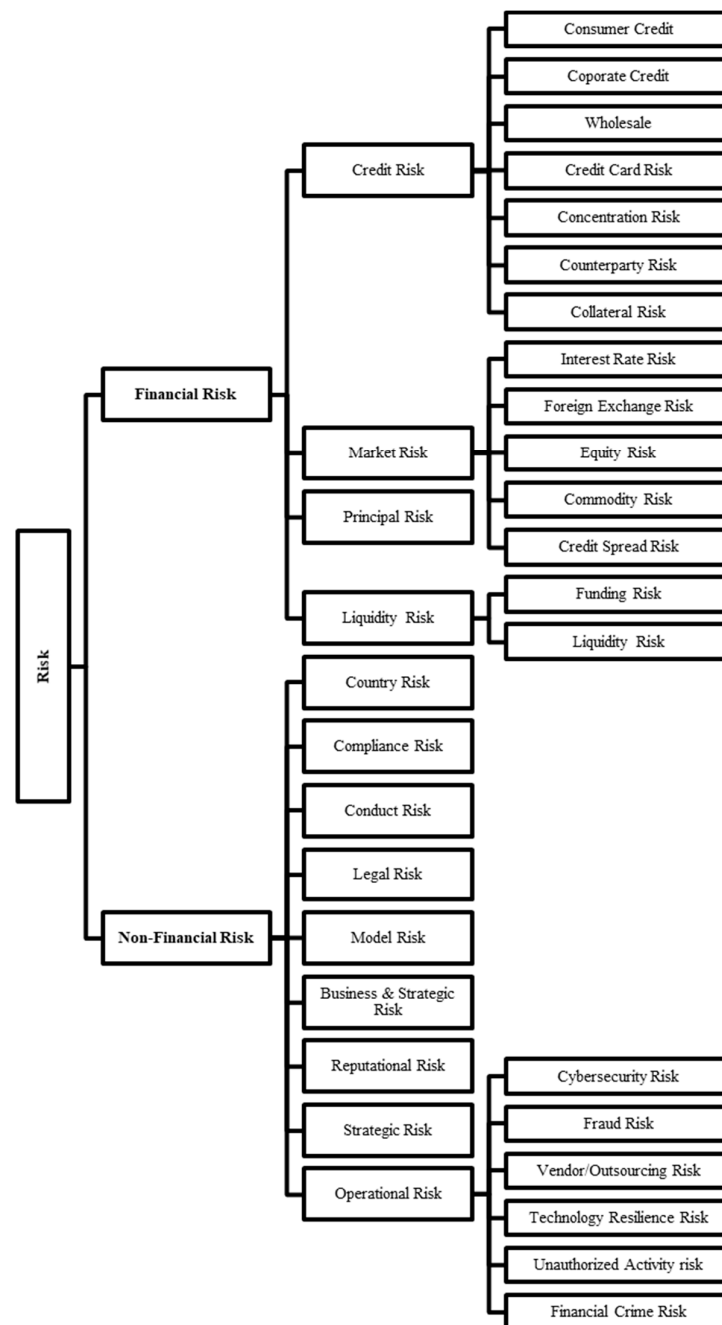 Risk
Financial Risk
Credit Risk
Consumer Credit
Coporate Credit
Wholesale
Credit Card Risk
Concentration Risk
Counterparty Risk
Collateral Risk
Market Risk
Interest Rate Risk
Foreign Exchange Risk
Equity Risk
Commodity Risk
Credit Spread Risk
Principal Risk
Liquidity Risk
Funding Risk
Liquidity Risk
Non-Financial Risk
Country Risk
Compliance Risk
Conduct Risk
Legal Risk
Model Risk
Business & Strategic
Risk
Reputational Risk
Strategic Risk
Operational Risk
Cybersecurity Risk
Fraud Risk
Vendor/Outsourcing Risk
Technology Resilience Risk
Unauthorized Activity risk
Financial Crime Risk